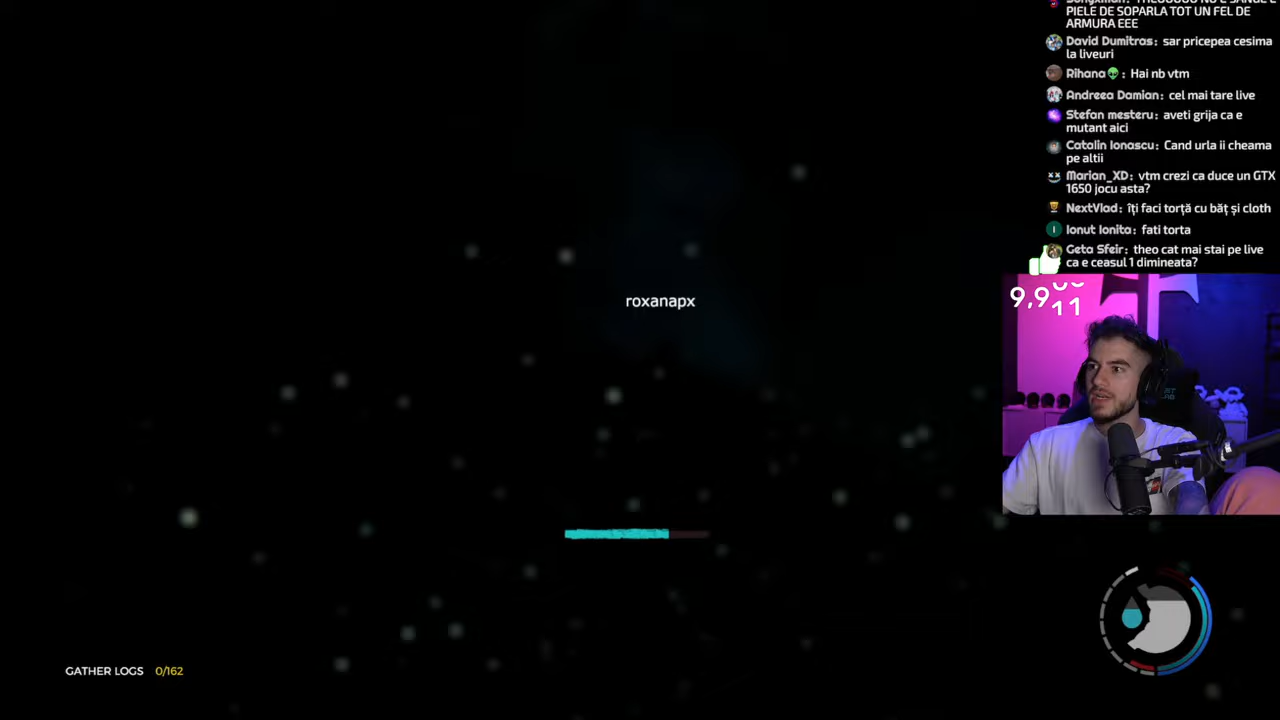 PIELE DE SOPARLA TOT UN FEL DE
ARMURA EEE
David Dumitras: sar pricepea cesima
la liveuri
Rihana👽: Hai nb vtm
Andreea Damian: cel mai tare live
Stefan mesteru: aveti grija ca e
mutant aici
Catalin Ionascu: Cand urla ii cheama
pe altii
Marian_XD: vtm crezi ca duce un GTX
1650 jocu asta?
NextVlad: îți faci torță cu băț și cloth
Ionut Ionita: fati torta
Geta Sfeir: theo cat mai stai pe live
ca e ceasul 1 dimineata?
roxanapx
GATHER LOGS 0/162